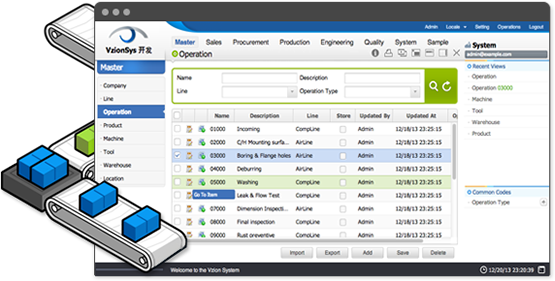 Admin Locale Setting Operations Logout
VzionSys 开发
Master Sales Procurement Production Engineering Quality System Sample
Master
Company
Line
Operation
Product
Machine
Tool
Warehouse
Location
Operation
Name Description
Line Operation Type
Name Description Line Store Updated By Updated At Op
01000 Incoming CompLine Admin 12/18/13 23:25:15
02000 C/H Mounting surfa... AirLine Admin 12/18/13 23:25:15
03000 Boring & Flange holes AirLine Admin 12/18/13 23:25:15
04000 Deburring AirLine Admin 12/18/13 23:25:15
05000 Washing CompLine Admin 12/18/13 23:25:15
Go To Item Leak & Flow Test CompLine Admin 12/18/13 23:25:15
07000 Dimension Inspecti... AirLine Admin 12/18/13 23:25:15
08000 Final inspection CompLine Admin 12/18/13 23:25:15
09000 Rust preventive CompLine Admin 12/18/13 23:25:15
Import Export Add Save Delete
System
admin@example.com
Recent Views
Operation
Operation 03000
Machine
Tool
Warehouse
Product
Common Codes
Operation Type
Welcome to the Vzion System
12/20/13 23:20:39